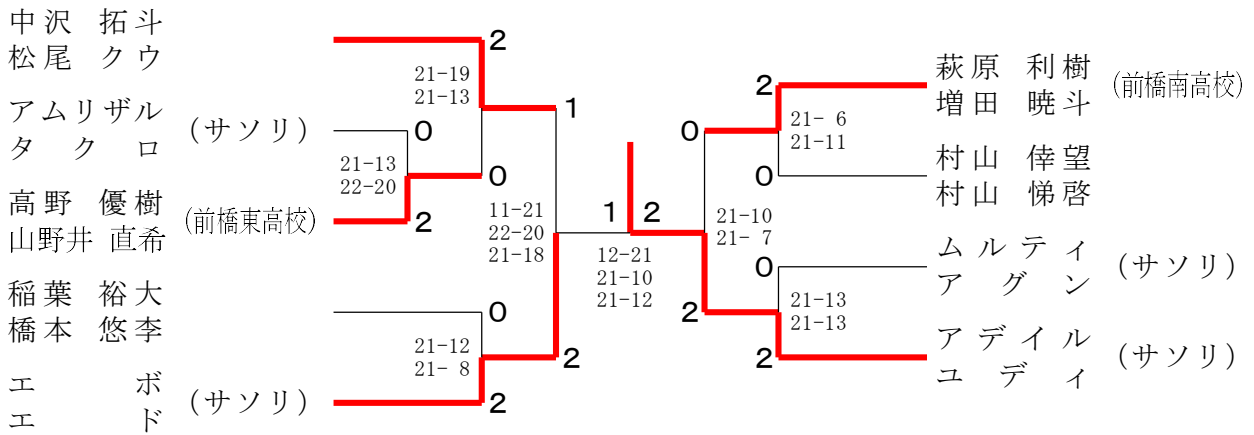 中沢 拓斗
松尾 クウ
アムリザル
タクロ
(サソリ)
高野 優樹
山野井 直希
(前橋東高校)
稲葉 裕大
橋本 悠李
エボ
エド
(サソリ)
2
21-19
21-13
0
21-13
22-20
2
0
1
11-21
22-20
21-18
0
21-12
21- 8
2
2
1
2
12-21
21-10
21-12
0
21-10
21- 7
2
2
21- 6
21-11
0
0
21-13
21-13
2
萩原 利樹
増田 暁斗
(前橋南高校)
村山 倖望
村山 悌啓
ムルティ
アグン
(サソリ)
アデイル
ユディ
(サソリ)